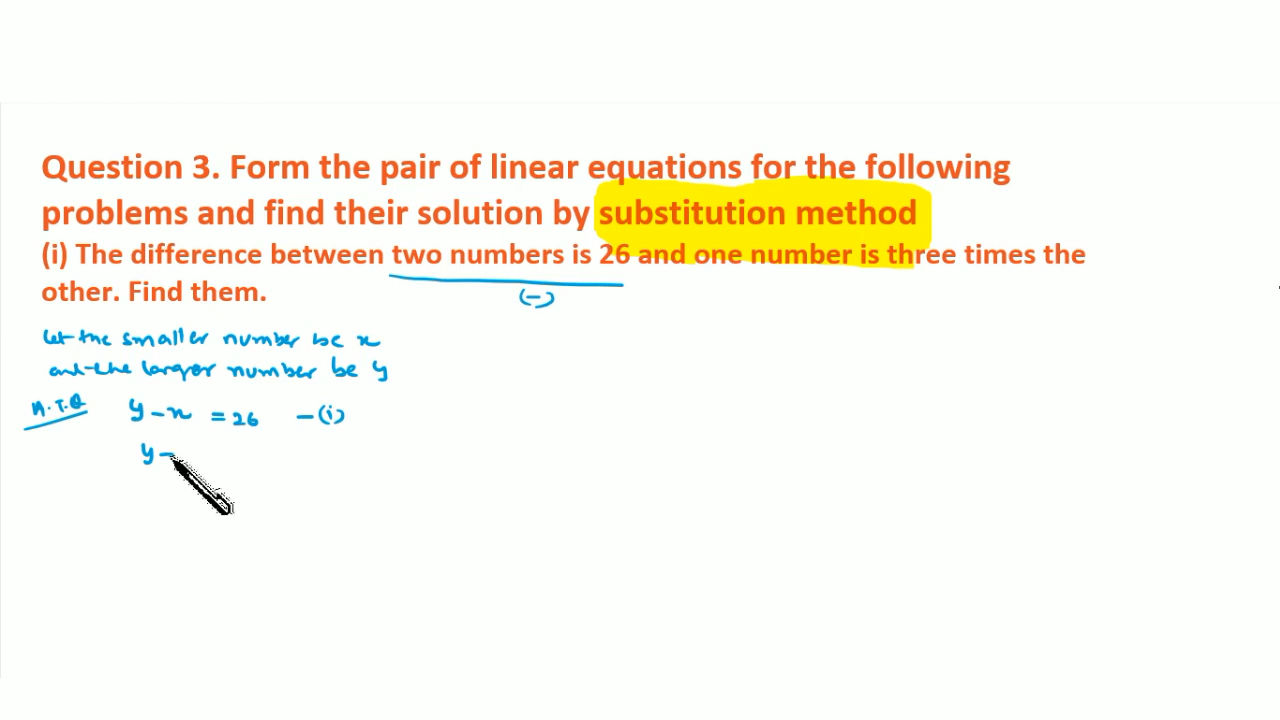 Question 3. Form the pair of linear equations for the following
problems and find their solution by substitution method
(i) The difference between two numbers is 26 and one number is three times the
other. Find them.
(-)
let the smaller number be x
and the larger number be y
A.T.Q y - x = 26 - (i)
y -